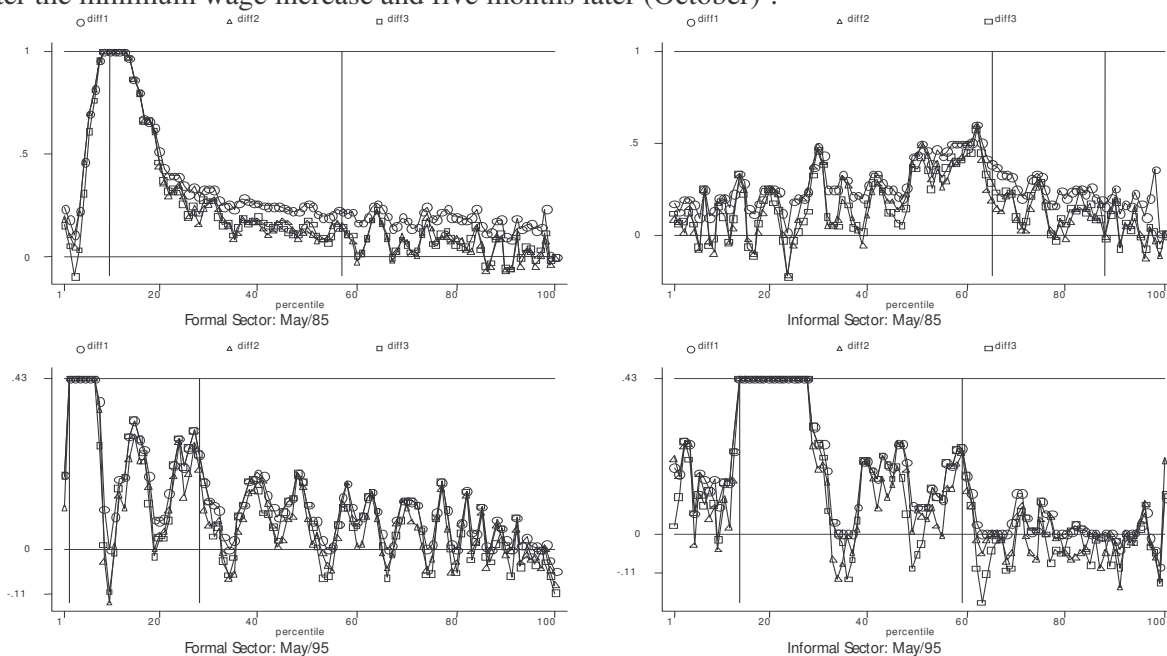 ter the minimum wage increase and five months later (October) .
diff1 diff2 diff3
1
.5
0
1 20 40 60 80 100
percentile
Formal Sector: May/85
diff1 diff2 diff3
1
.5
0
1 20 40 60 80 100
percentile
Informal Sector: May/85
diff1 diff2 diff3
.43
0
-.11
1 20 40 60 80 100
percentile
Formal Sector: May/95
diff1 diff2 diff3
.43
0
-.11
1 20 40 60 80 100
percentile
Informal Sector: May/95